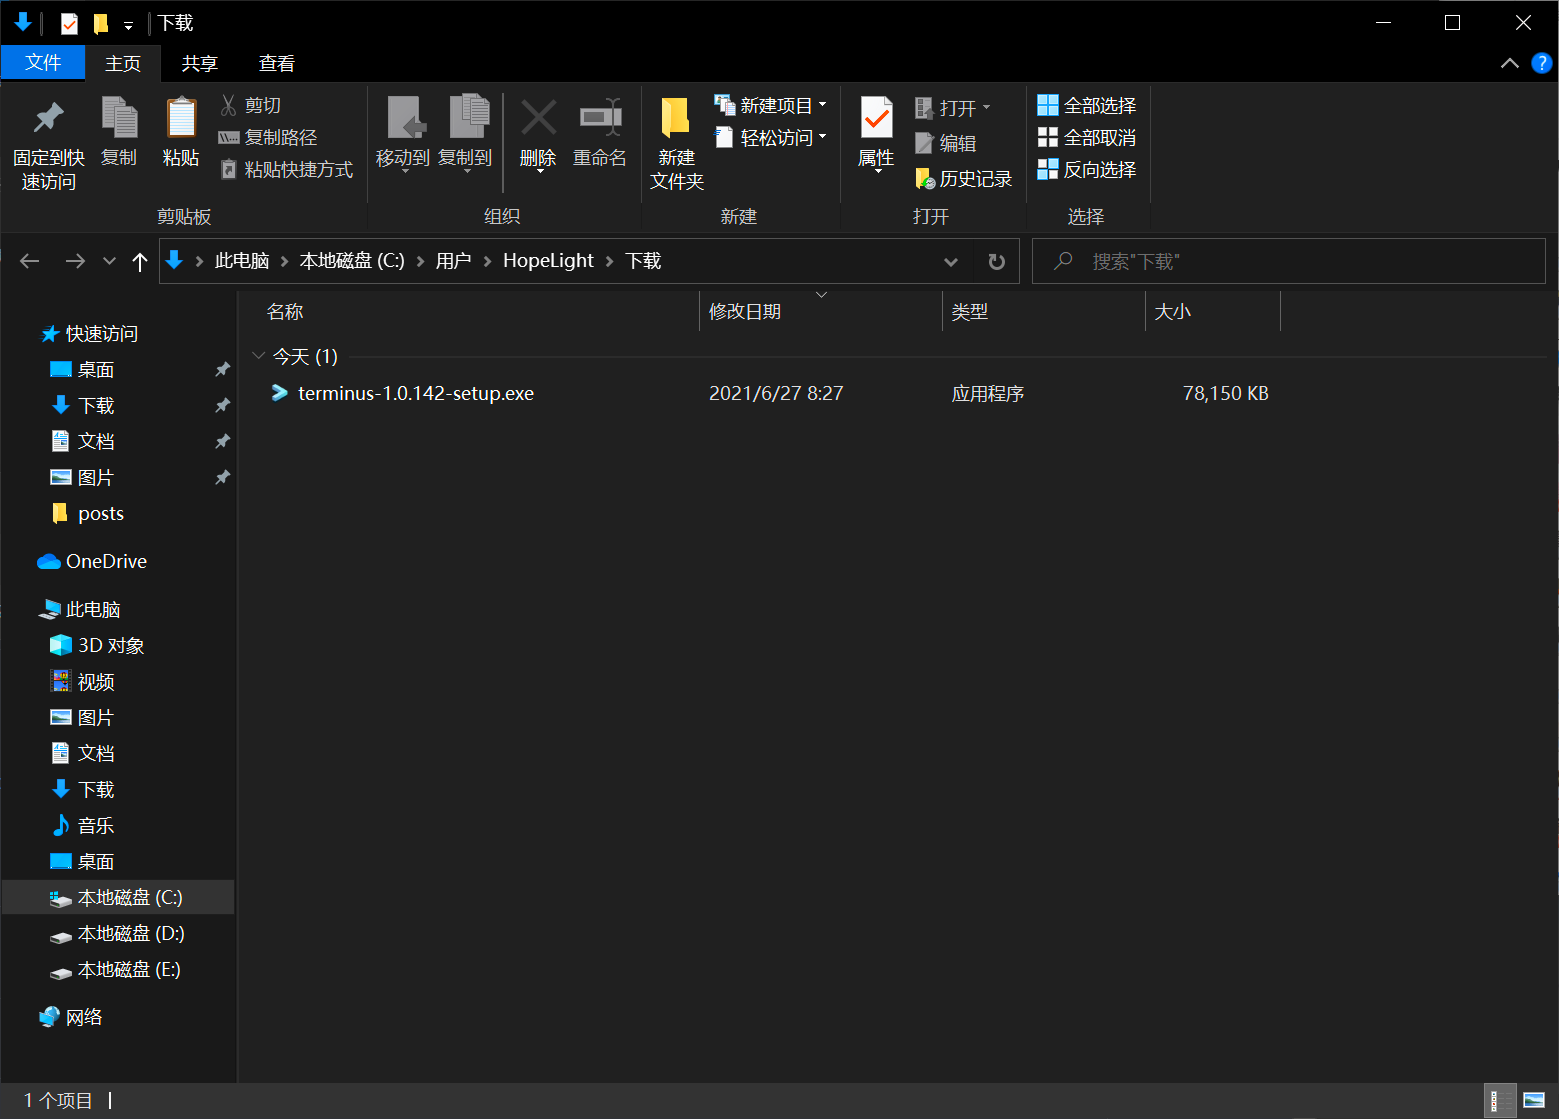 下载
文件 主页 共享 查看
固定到快
速访问
复制
粘贴
剪切
复制路径
粘贴快捷方式
剪贴板
移动到
复制到
删除
重命名
组织
新建
文件夹
新建项目
轻松访问
新建
属性
打开
编辑
历史记录
打开
全部选择
全部取消
反向选择
选择
此电脑 本地磁盘 (C:) 用户 HopeLight 下载
搜索"下载"
名称 修改日期 类型 大小
今天 (1)
terminus-1.0.142-setup.exe 2021/6/27 8:27 应用程序 78,150 KB
快速访问
桌面
下载
文档
图片
posts
OneDrive
此电脑
3D 对象
视频
图片
文档
下载
音乐
桌面
本地磁盘 (C:)
本地磁盘 (D:)
本地磁盘 (E:)
网络
1 个项目